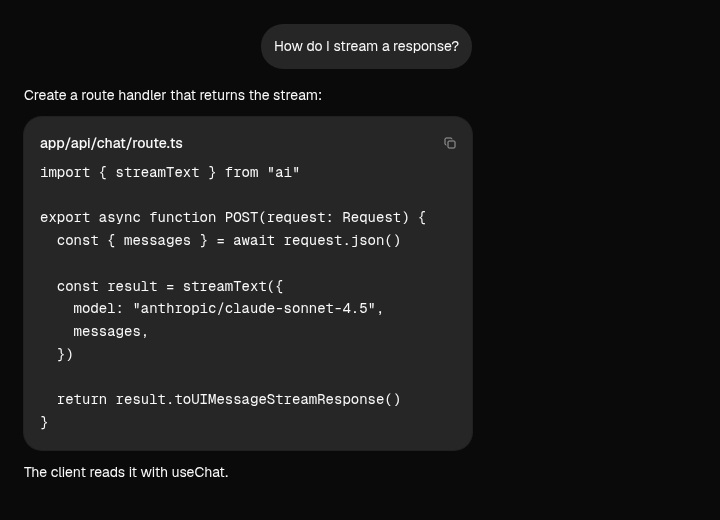 How do I stream a response?
Create a route handler that returns the stream:
app/api/chat/route.ts
import { streamText } from "ai"

export async function POST(request: Request) {
  const { messages } = await request.json()

  const result = streamText({
    model: "anthropic/claude-sonnet-4.5",
    messages,
  })

  return result.toUIMessageStreamResponse()
}
The client reads it with useChat.